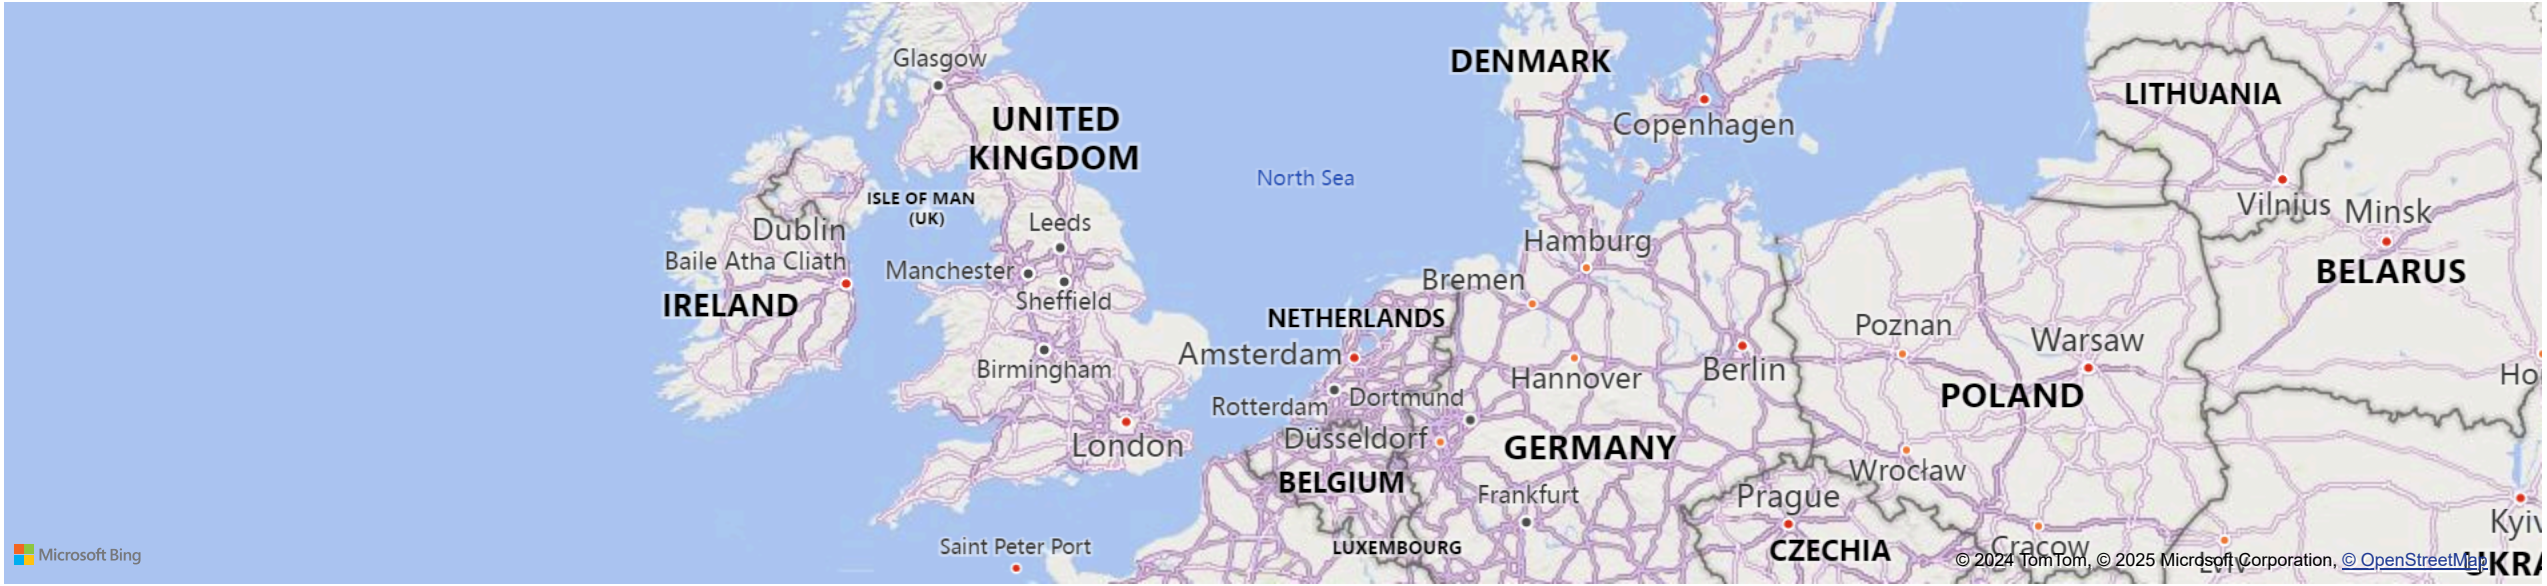 Glasgow
DENMARK
UNITED
KINGDOM
LITHUANIA
Copenhagen
North Sea
ISLE OF MAN
(UK)
Vilnius
Minsk
Dublin
Leeds
Hamburg
Baile Atha Cliath
Manchester
Bremen
BELARUS
IRELAND
Sheffield
NETHERLANDS
Poznan
Warsaw
Amsterdam
Birmingham
Hannover
Berlin
Ho
Rotterdam
Dortmund
POLAND
London
Düsseldorf
GERMANY
Wrocław
BELGIUM
Frankfurt
Prague
Kyiv
Saint Peter Port
LUXEMBOURG
CZECHIA
Cracow
Lviv
UKRA
Microsoft Bing
© 2024 TomTom, © 2025 Microsoft Corporation, © OpenStreetMap